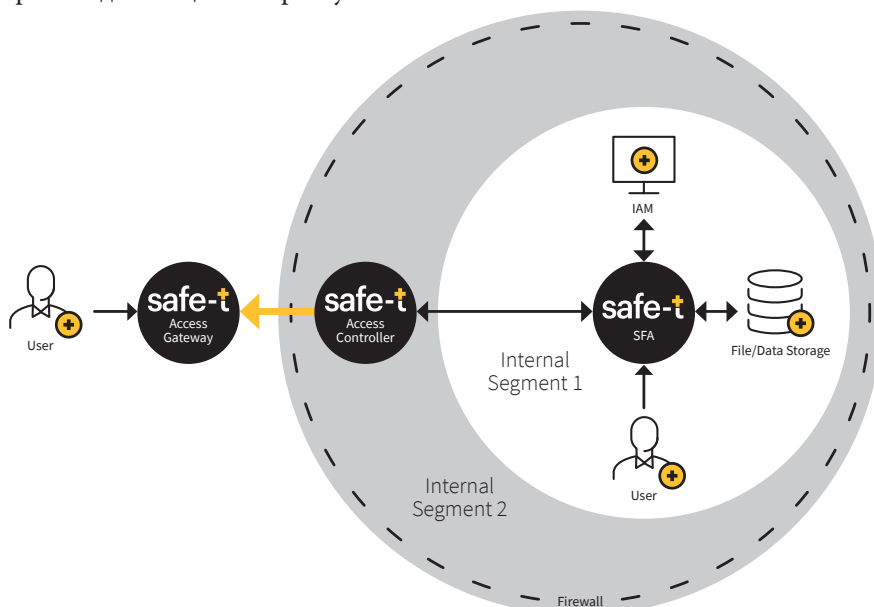 IAM
safe-t
Access
Gateway
safe-t
Access
Controller
safe-t
SFA
User
File/Data Storage
Internal
Segment 1
User
Internal
Segment 2
Firewall